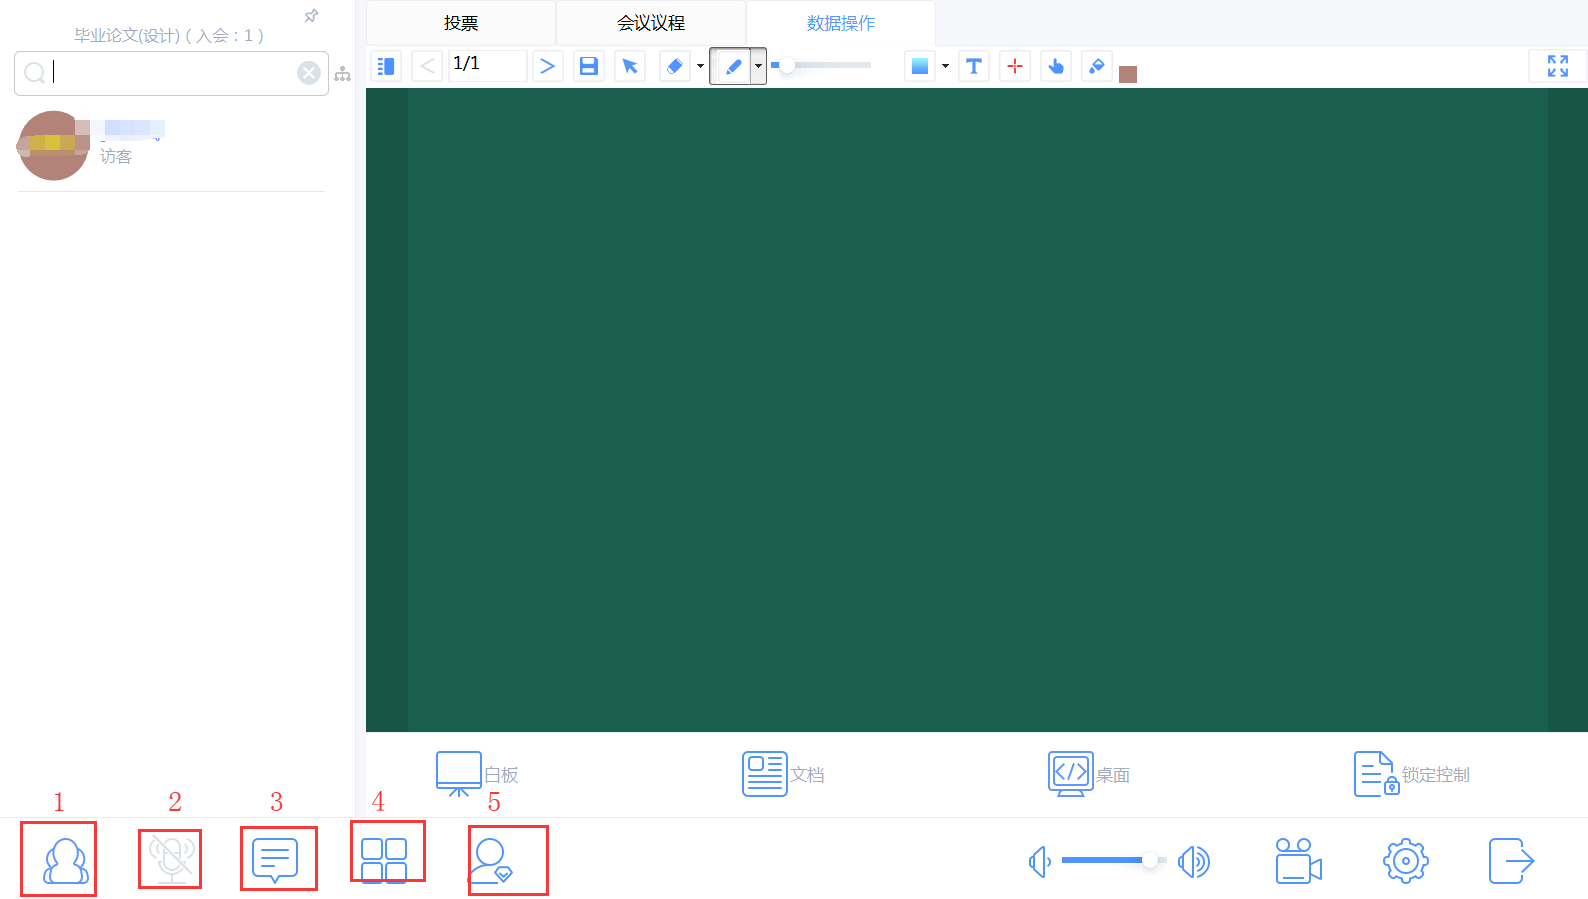 投票
会议议程
数据操作
毕业论文(设计) ( 入会 : 1 )
1/1
访客
白板
文档
桌面
锁定控制
1
2
3
4
5